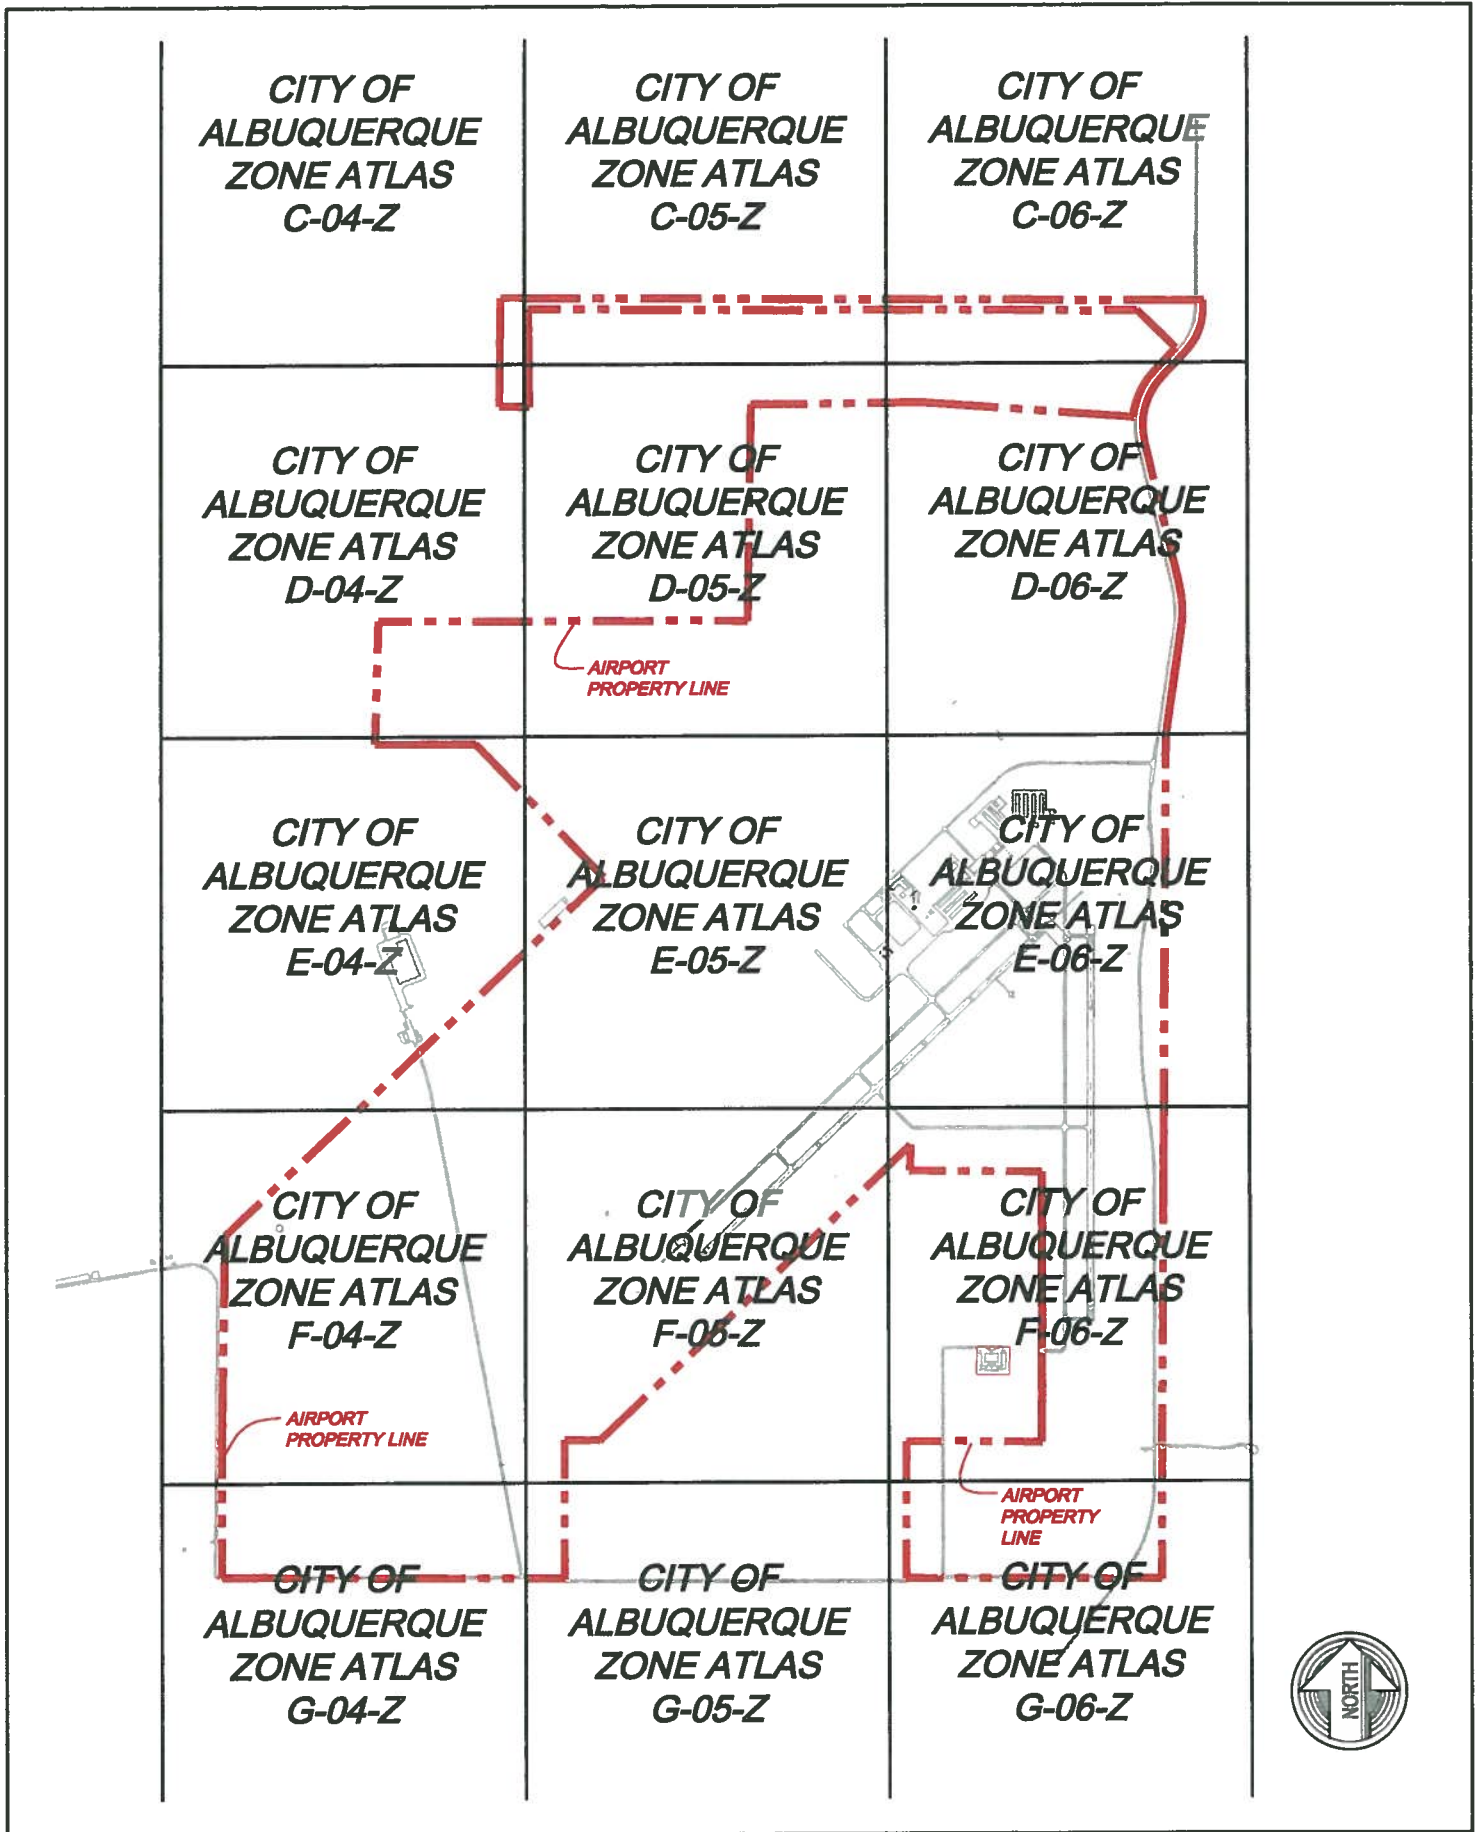 CITY OF
ALBUQUERQUE
ZONE ATLAS
C-04-Z
CITY OF
ALBUQUERQUE
ZONE ATLAS
C-05-Z
CITY OF
ALBUQUERQUE
ZONE ATLAS
C-06-Z
CITY OF
ALBUQUERQUE
ZONE ATLAS
D-04-Z
CITY OF
ALBUQUERQUE
ZONE ATLAS
D-05-Z
CITY OF
ALBUQUERQUE
ZONE ATLAS
D-06-Z
AIRPORT
PROPERTY LINE
CITY OF
ALBUQUERQUE
ZONE ATLAS
E-04-Z
CITY OF
ALBUQUERQUE
ZONE ATLAS
E-05-Z
CITY OF
ALBUQUERQUE
ZONE ATLAS
E-06-Z
CITY OF
ALBUQUERQUE
ZONE ATLAS
F-04-Z
CITY OF
ALBUQUERQUE
ZONE ATLAS
F-05-Z
CITY OF
ALBUQUERQUE
ZONE ATLAS
F-06-Z
AIRPORT
PROPERTY LINE
AIRPORT
PROPERTY
LINE
CITY OF
ALBUQUERQUE
ZONE ATLAS
G-04-Z
CITY OF
ALBUQUERQUE
ZONE ATLAS
G-05-Z
CITY OF
ALBUQUERQUE
ZONE ATLAS
G-06-Z
NORTH